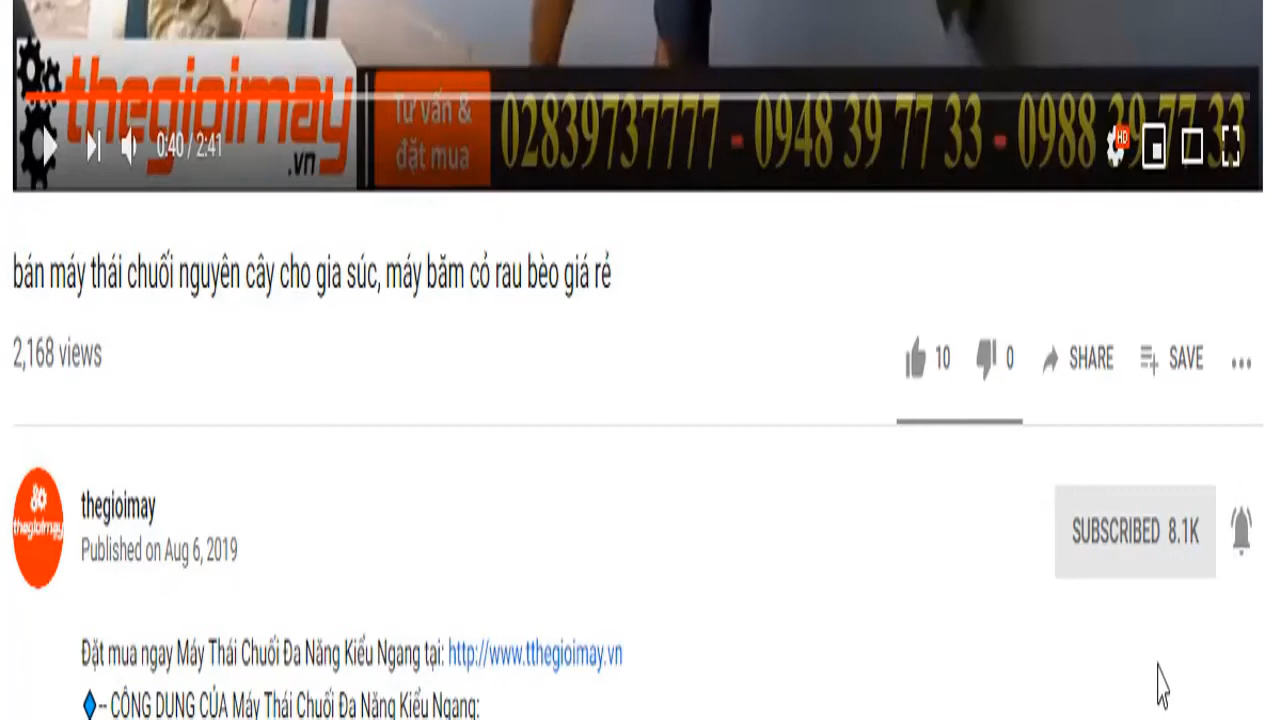 thegioimay
.vn
Tư vấn &
đặt mua
02839737777 - 0948 39 77 33 - 0988 39 77 33
0:40 / 2:41
HD
bán máy thái chuối nguyên cây cho gia súc, máy băm cỏ rau bèo giá rẻ
2,168 views
10 0 SHARE SAVE
thegioimay
thegioimay
Published on Aug 6, 2019
SUBSCRIBED 8.1K
Đặt mua ngay Máy Thái Chuối Đa Năng Kiểu Ngang tại: http://www.tthegioimay.vn
-- CÔNG DỤNG CỦA Máy Thái Chuối Đa Năng Kiểu Ngang: